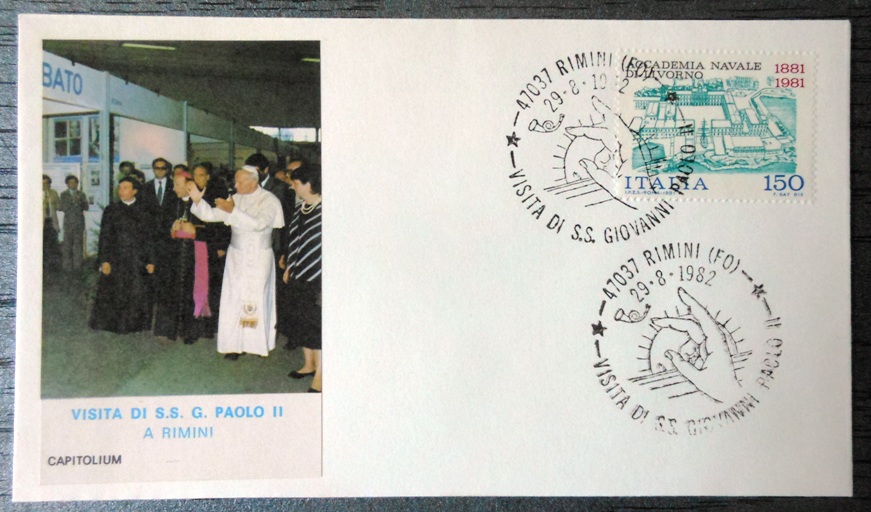 BATO
VISITA DI S.S. G. PAOLO II
A RIMINI
CAPITOLIUM
47037 RIMINI (FO)
29-8-1982
VISITA DI S.S. GIOVANNI PAOLO II
ACCADEMIA NAVALE
DI LIVORNO
1881
1981
ITALIA 150
47037 RIMINI (FO)
29-8-1982
VISITA DI S.S. GIOVANNI PAOLO II